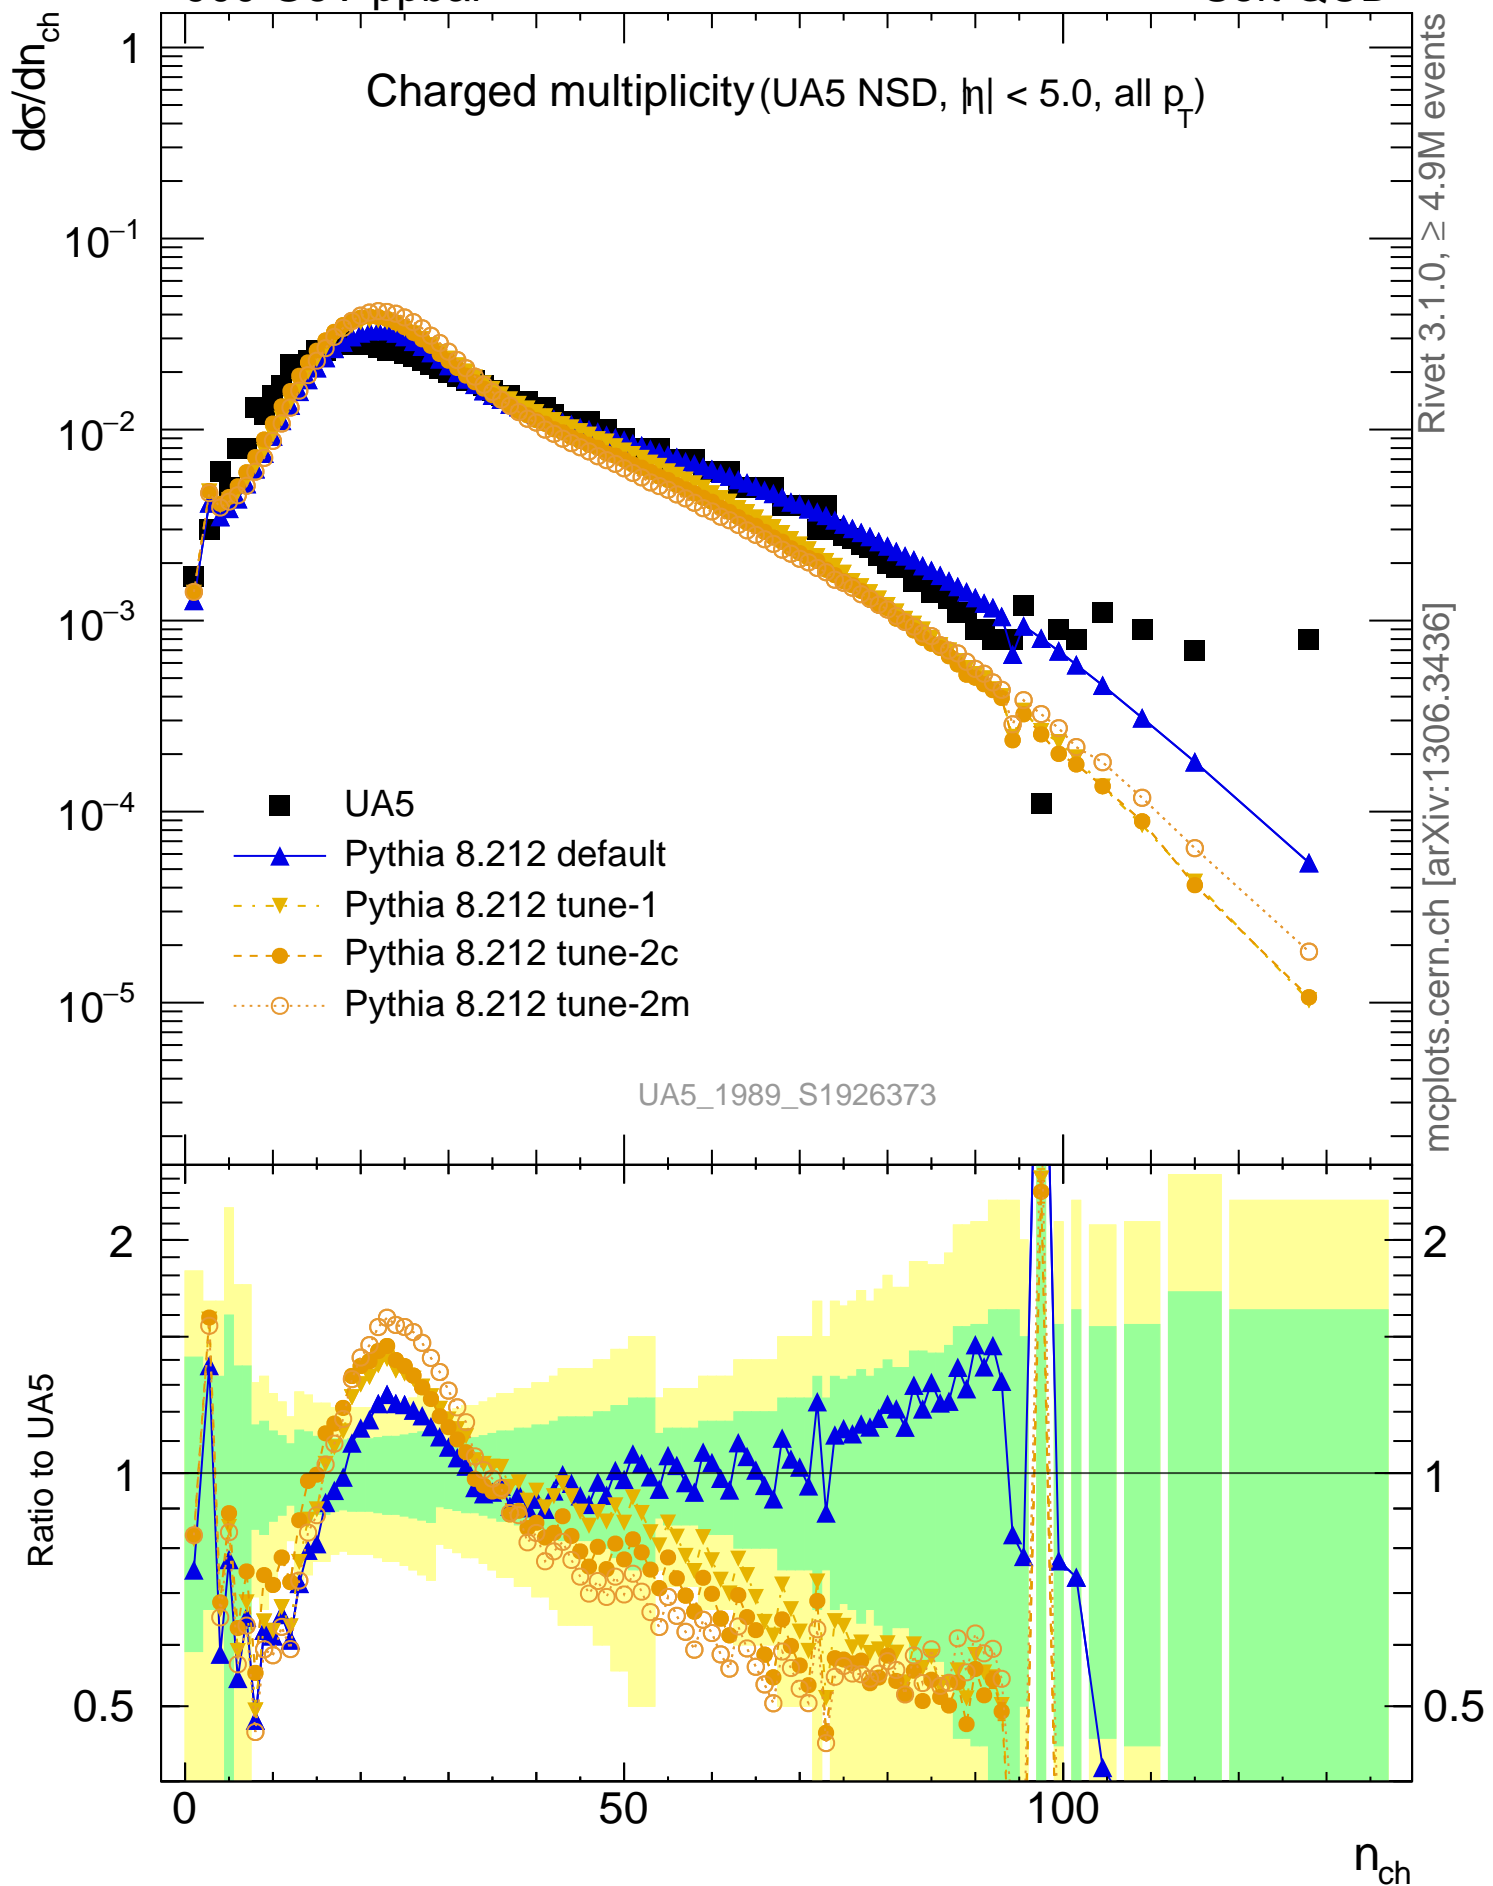 dσ/dn_ch
Charged multiplicity (UA5 NSD, |η| < 5.0, all p_T)
1
10⁻¹
10⁻²
10⁻³
10⁻⁴
10⁻⁵
UA5
Pythia 8.212 default
Pythia 8.212 tune-1
Pythia 8.212 tune-2c
Pythia 8.212 tune-2m
UA5_1989_S1926373
Rivet 3.1.0, ≥ 4.9M events
mcplots.cern.ch [arXiv:1306.3436]
Ratio to UA5
2
1
0.5
2
1
0.5
0
50
100
n_ch